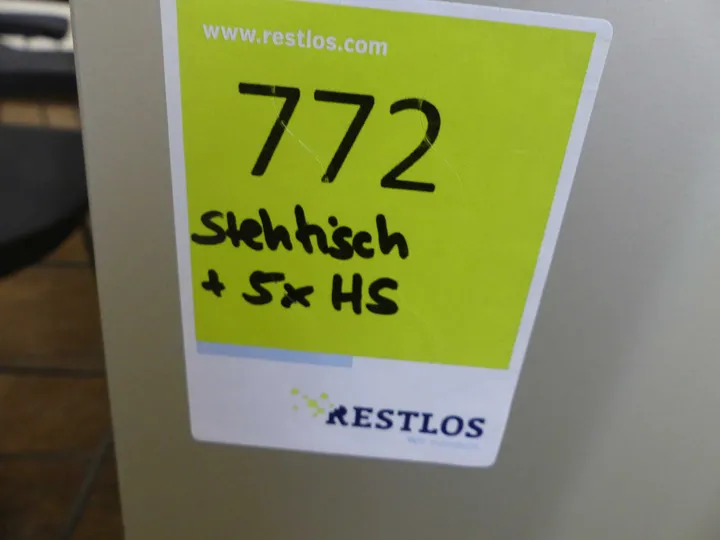 www.restlos.com
772
Stehtisch
+ 5x HS
RESTLOS